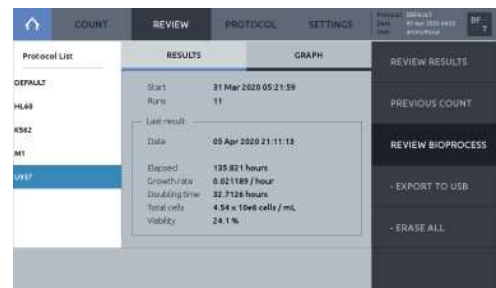 COUNT
REVIEW
PROTOCOL
SETTINGS
Protocol: DEFAULT
BF
T
Protocol List
DEFAULT
HL60
K562
M1
U937
RESULTS
GRAPH
Start 31 Mar 2020 05:21:59
Runs 11
Last result
Date 05 Apr 2020 21:11:13
Elapsed 135.821 hours
Growth rate 0.021189 / hour
Doubling time 32.7126 hours
Total cells 4.54 x 10e6 cells / mL
Viability 24.1 %
REVIEW RESULTS
PREVIOUS COUNT
REVIEW BIOPROCESS
- EXPORT TO USB
- ERASE ALL